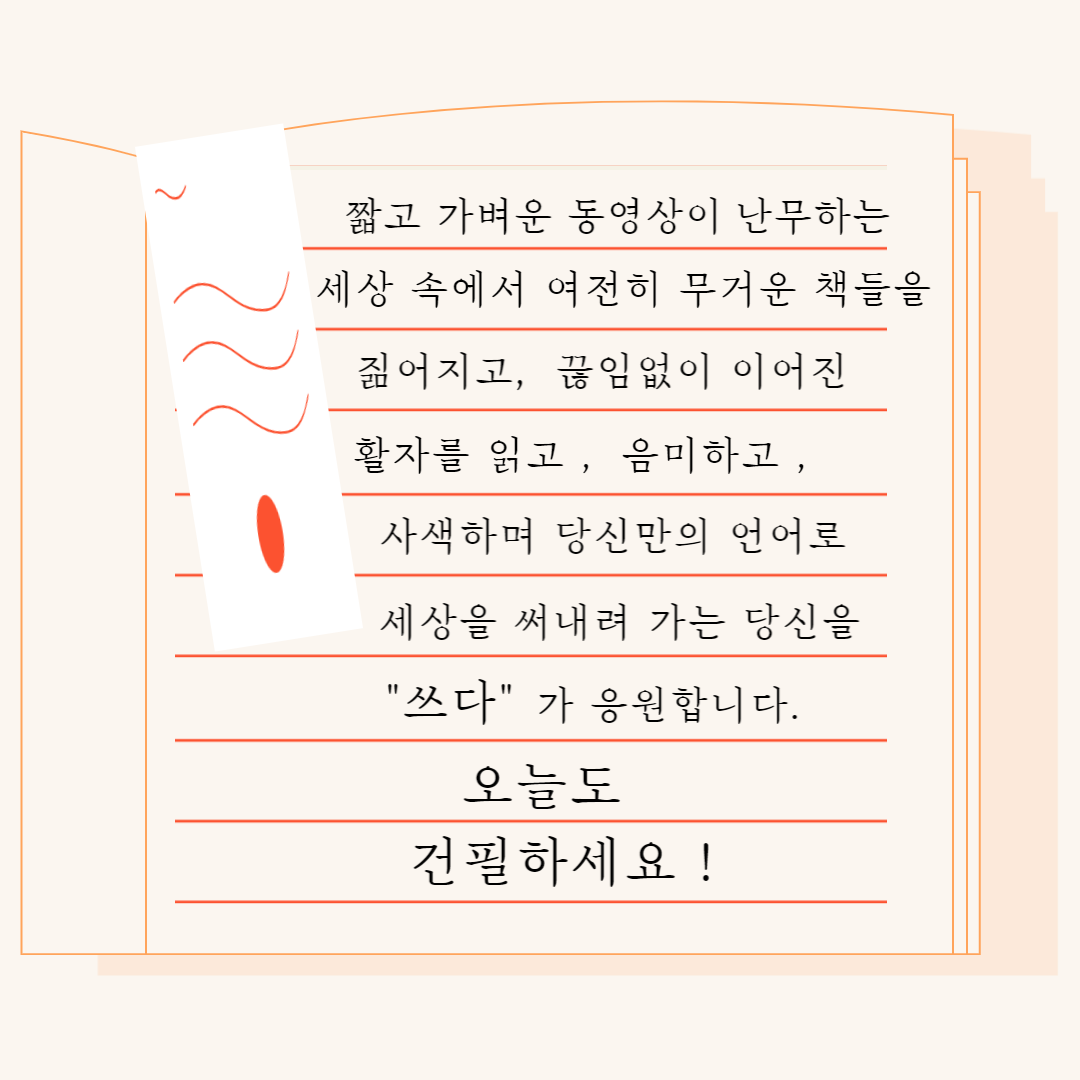 짧고 가벼운 동영상이 난무하는
세상 속에서 여전히 무거운 책들을
짊어지고, 끊임없이 이어진
활자를 읽고 , 음미하고 ,
사색하며 당신만의 언어로
세상을 써내려 가는 당신을
"쓰다" 가 응원합니다.
오늘도
건필하세요 !